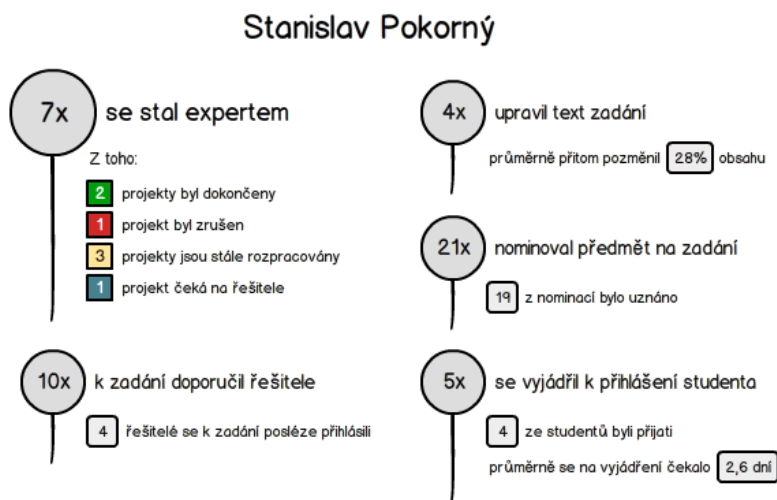 Stanislav Pokorný
7x se stal expertem
Z toho:
2 projekty byl dokončeny
1 projekt byl zrušen
3 projekty jsou stále rozpracovány
1 projekt čeká na řešitele
10x k zadání doporučil řešitele
4 řešitelé se k zadání posléze přihlásili
4x upravil text zadání
průměrně přitom pozměnil 28% obsahu
21x nominoval předmět na zadání
19 z nominací bylo uznáno
5x se vyjádřil k přihlášení studenta
4 ze studentů byli přijati
průměrně se na vyjádření čekalo 2,6 dní